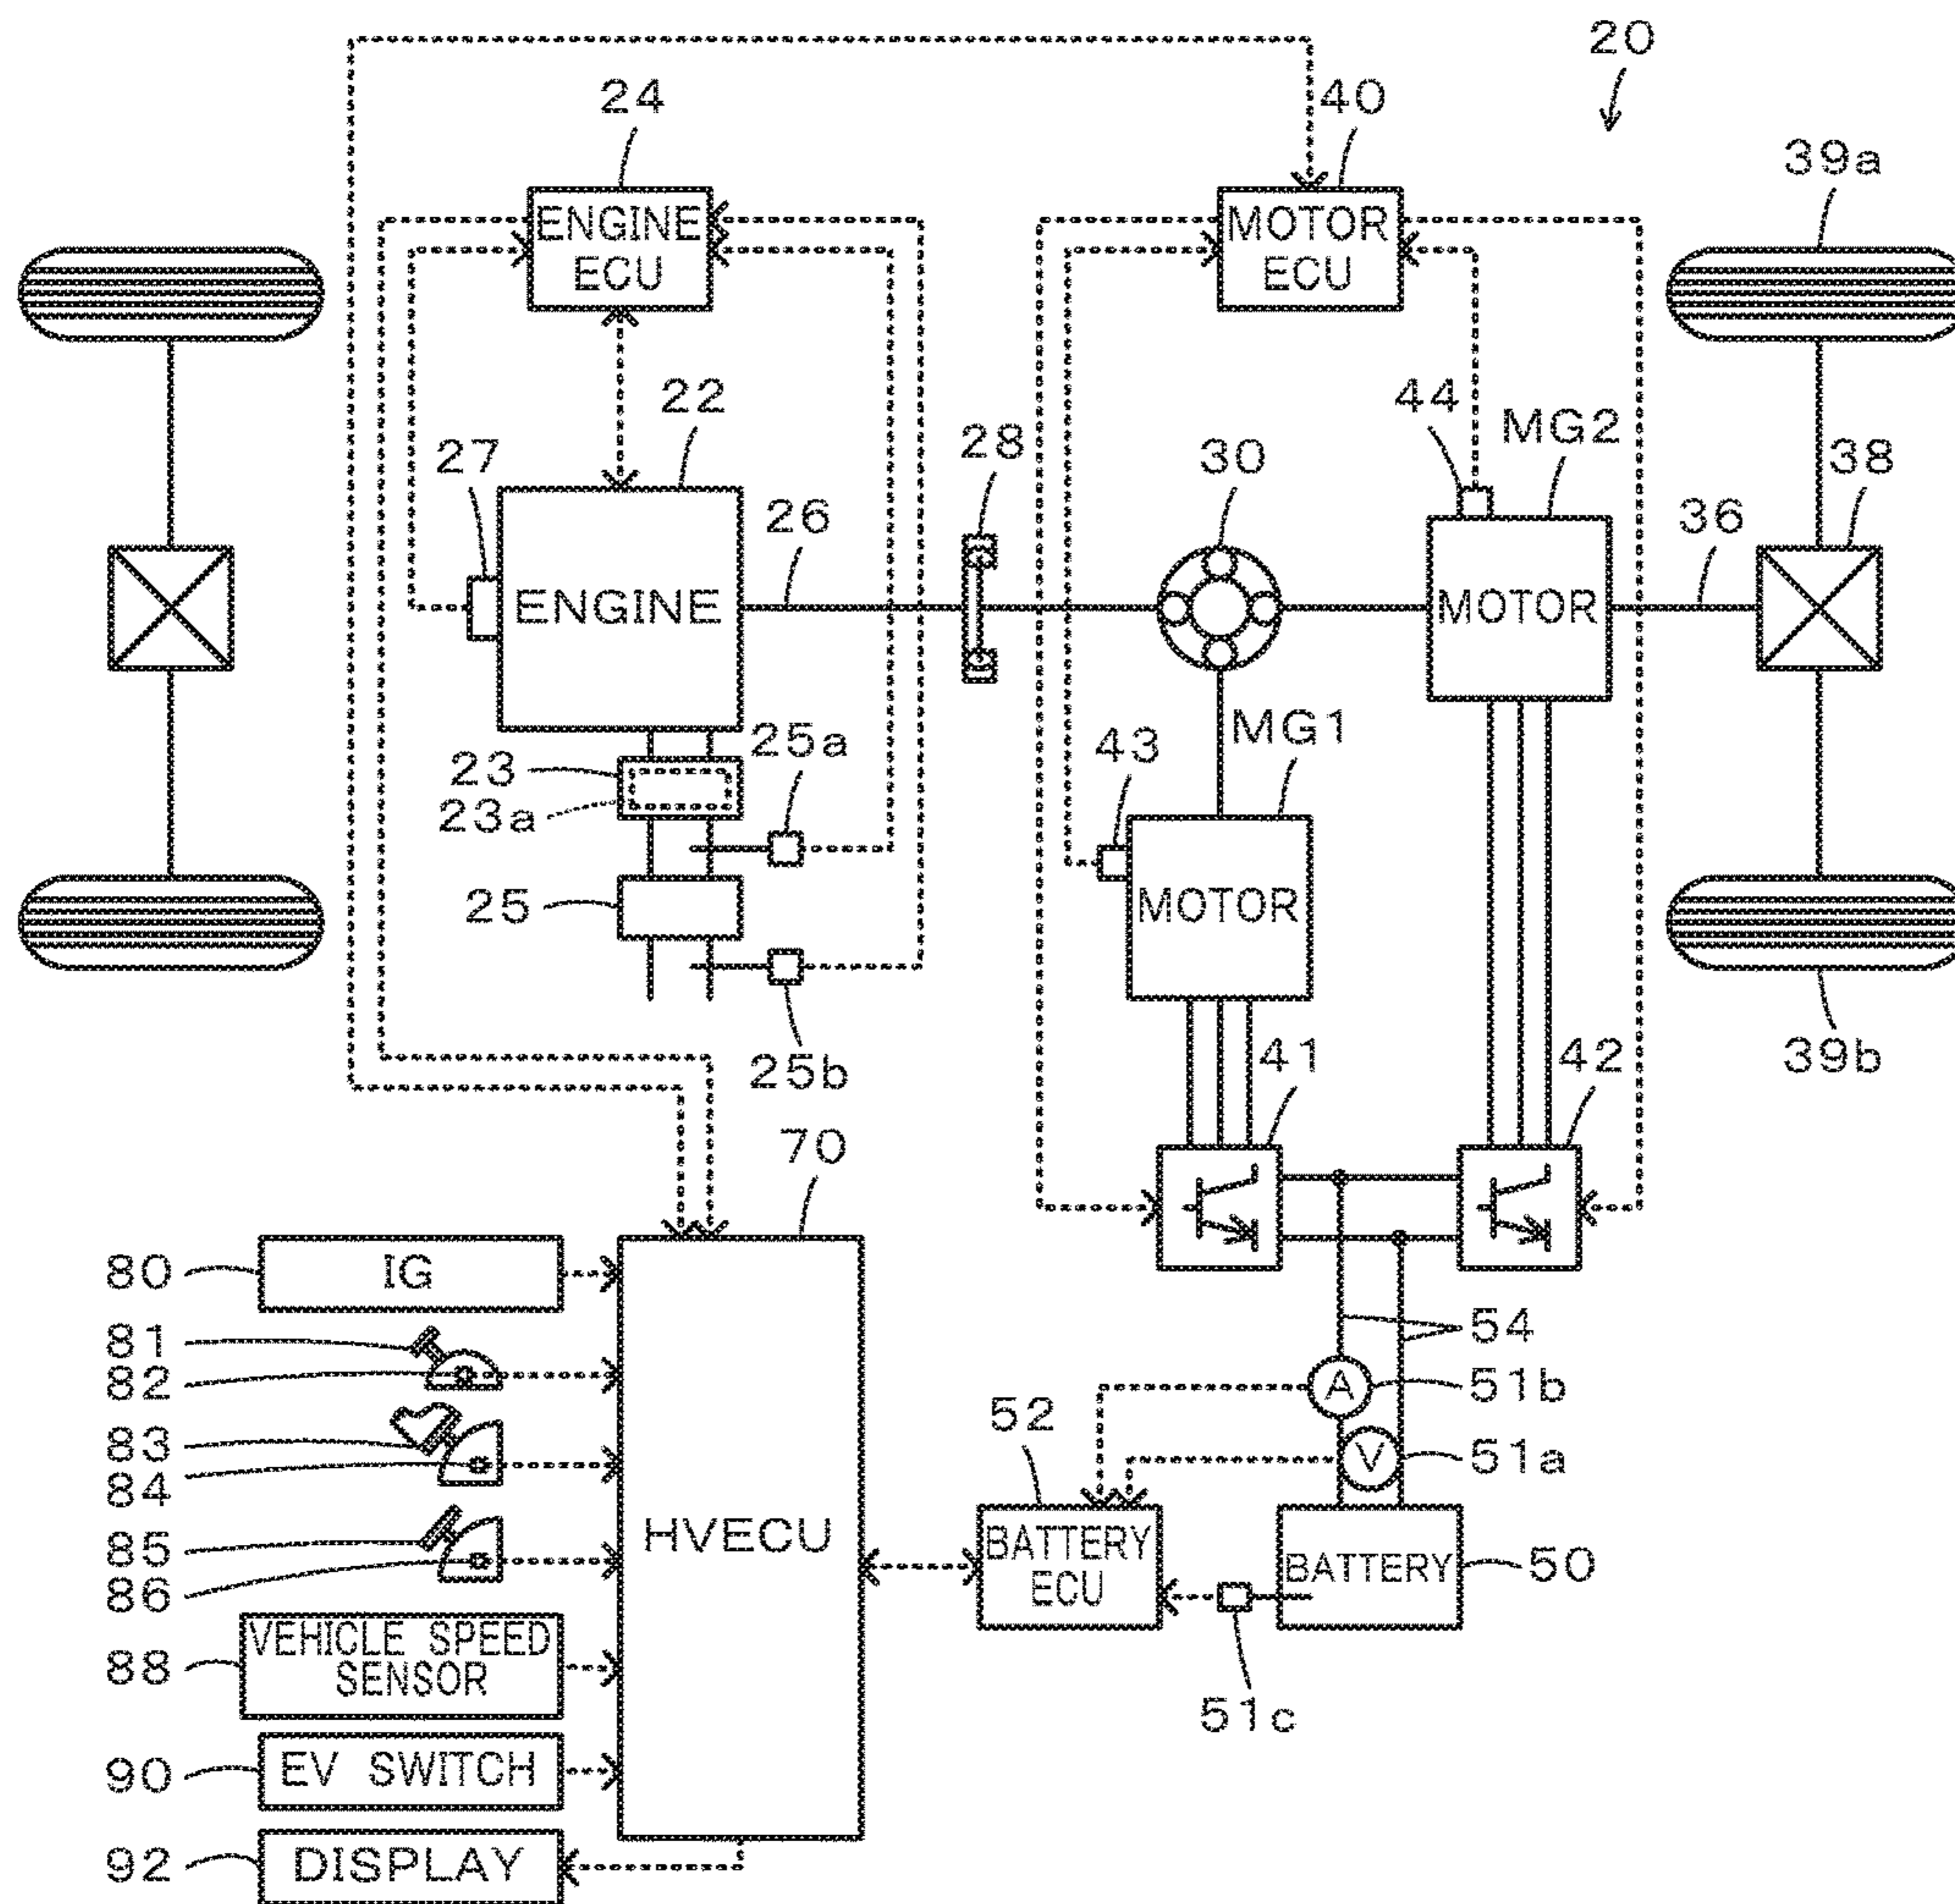 20
24
40
39a
ENGINE
ECU
MOTOR
ECU
22
44
MG2
27
28
30
38
26
36
ENGINE
MOTOR
MG1
25a
23
43
23a
25
MOTOR
25b
41
42
39b
70
80
IG
81
54
82
51b
52
A
83
V
51a
84
85
HVECU
BATTERY
ECU
BATTERY
50
86
VEHICLE SPEED
SENSOR
88
51c
90
EV SWITCH
92
DISPLAY